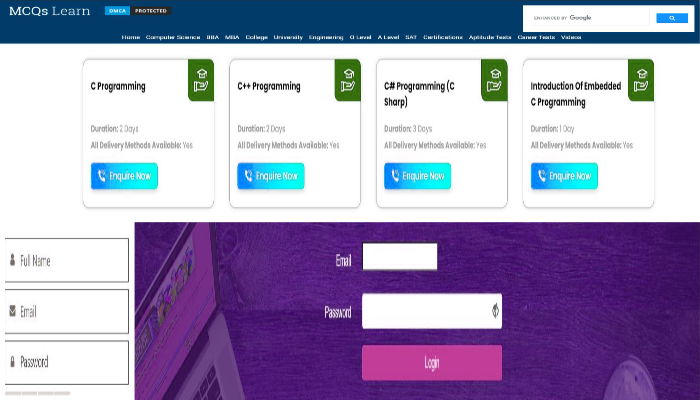 MCQs Learn
DMCA PROTECTED
ENHANCED BY Google
Home Computer Science BBA MBA College University Engineering O Level A Level SAT Certifications Aptitude Tests Career Tests Videos
C Programming
Duration: 2 Days
All Delivery Methods Available: Yes
Enquire Now
C++ Programming
Duration: 2 Days
All Delivery Methods Available: Yes
Enquire Now
C# Programming (C
Sharp)
Duration: 3 Days
All Delivery Methods Available: Yes
Enquire Now
Introduction Of Embedded
C Programming
Duration: 1 Day
All Delivery Methods Available: Yes
Enquire Now
Full Name
Email
Password
Email
Password
Login